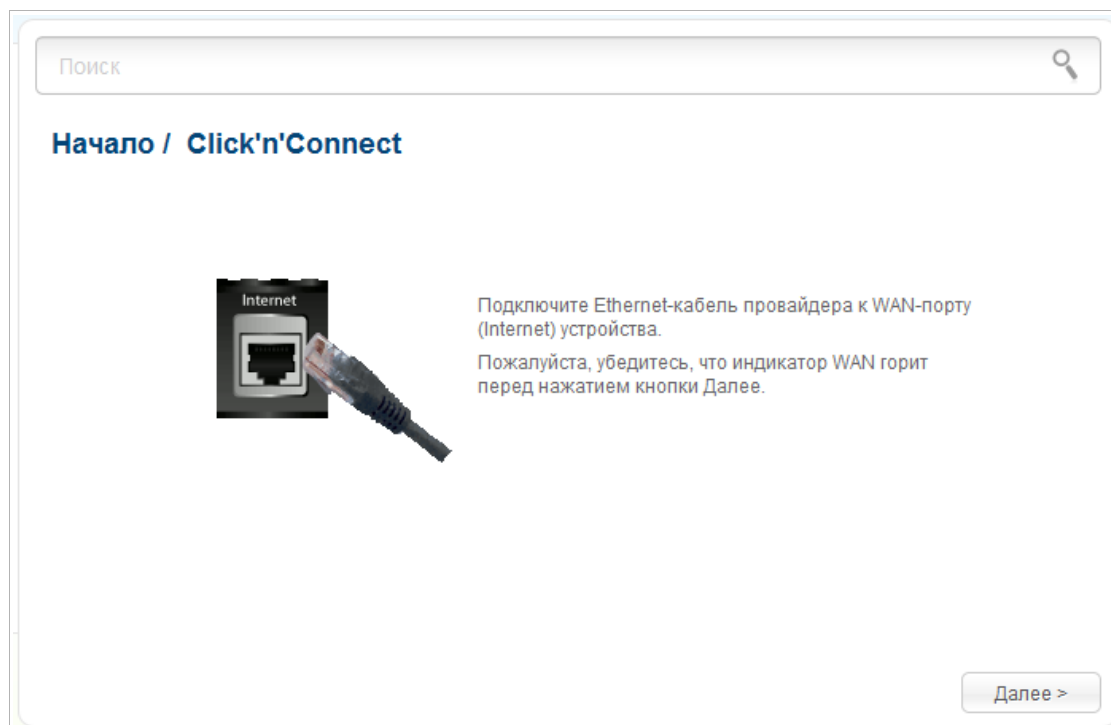 Поиск
Начало /  Click'n'Connect
Internet
Подключите Ethernet-кабель провайдера к WAN-порту
(Internet) устройства.
Пожалуйста, убедитесь, что индикатор WAN горит
перед нажатием кнопки Далее.
Далее >